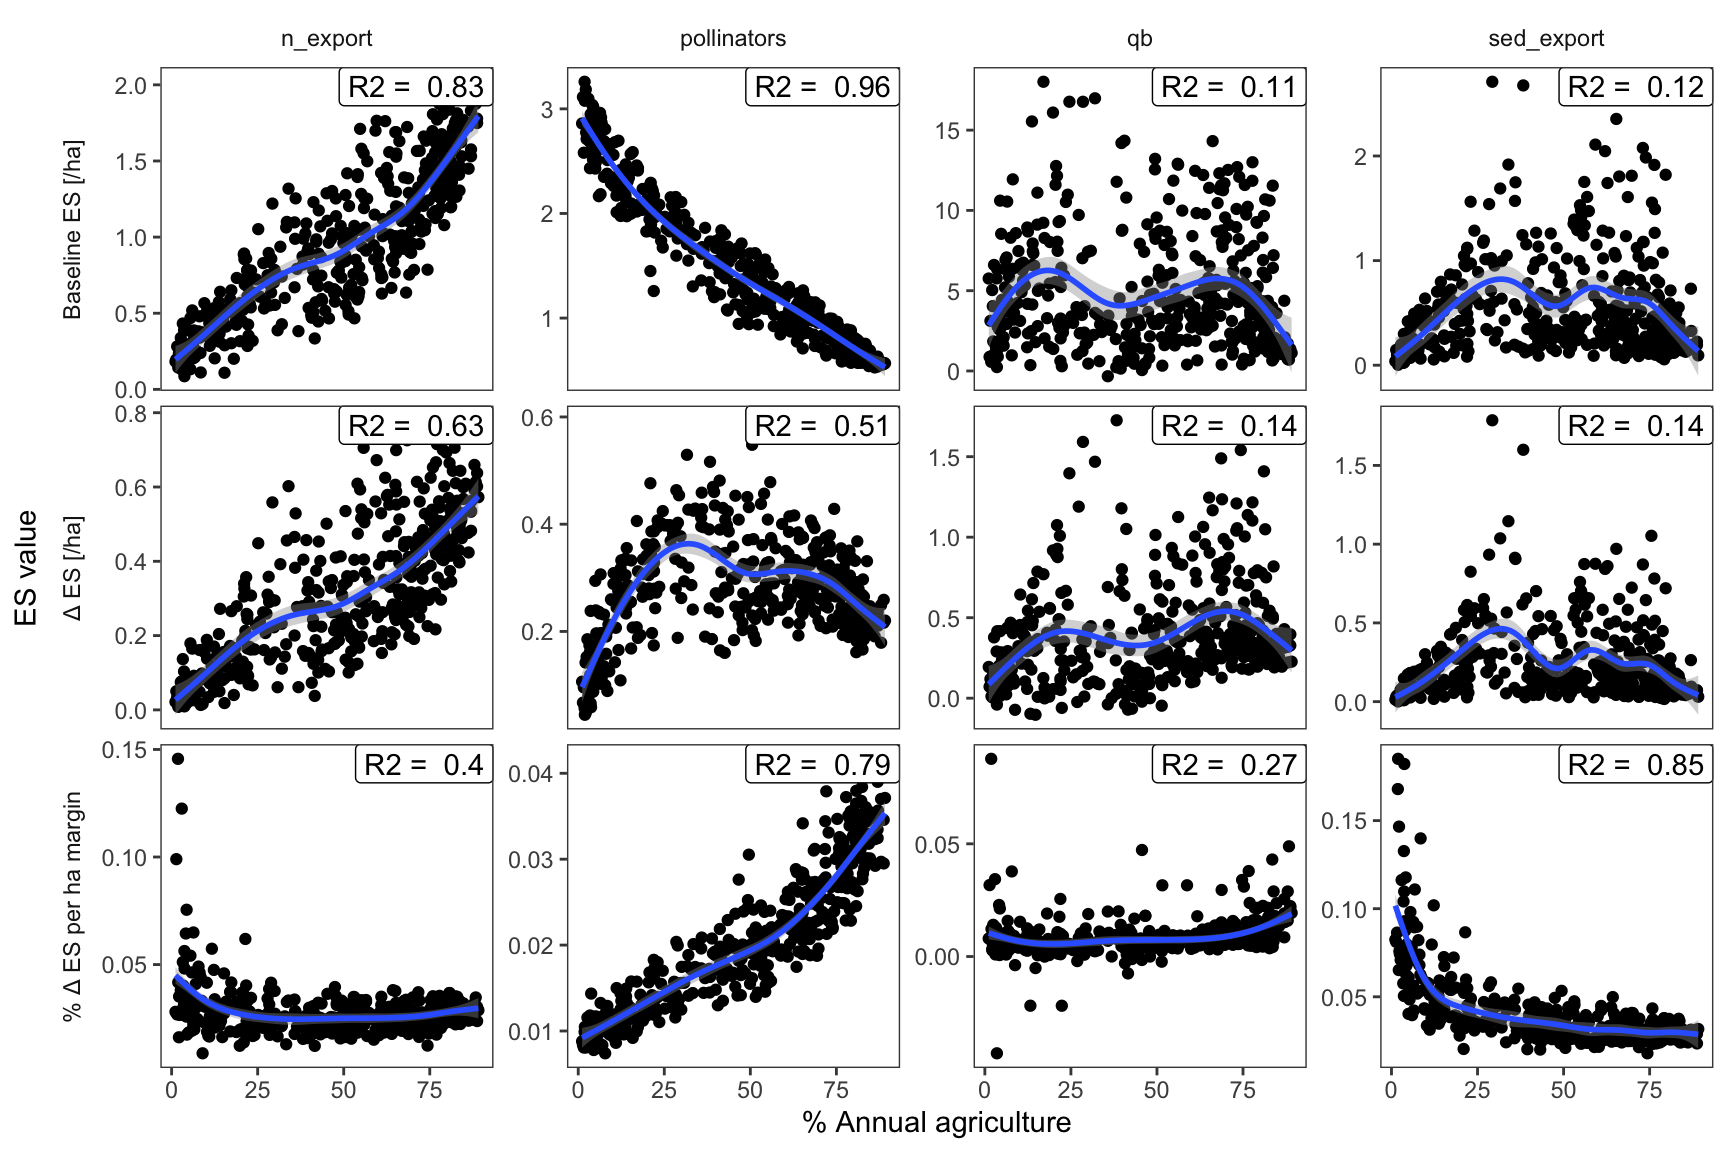 n_export pollinators qb sed_export
R2 = 0.83 R2 = 0.96 R2 = 0.11 R2 = 0.12
2.0 1.5 1.0 0.5 0.0
3 2 1
15 10 5 0
2 1 0
Baseline ES [/ha]
R2 = 0.63 R2 = 0.51 R2 = 0.14 R2 = 0.14
0.8 0.6 0.4 0.2 0.0
0.6 0.4 0.2
1.5 1.0 0.5 0.0
1.5 1.0 0.5 0.0
ES value
Δ ES [/ha]
R2 = 0.4 R2 = 0.79 R2 = 0.27 R2 = 0.85
0.15 0.10 0.05
0.04 0.03 0.02 0.01
0.05 0.00
0.15 0.10 0.05
% Δ ES per ha margin
0 25 50 75 0 25 50 75 0 25 50 75 0 25 50 75
% Annual agriculture